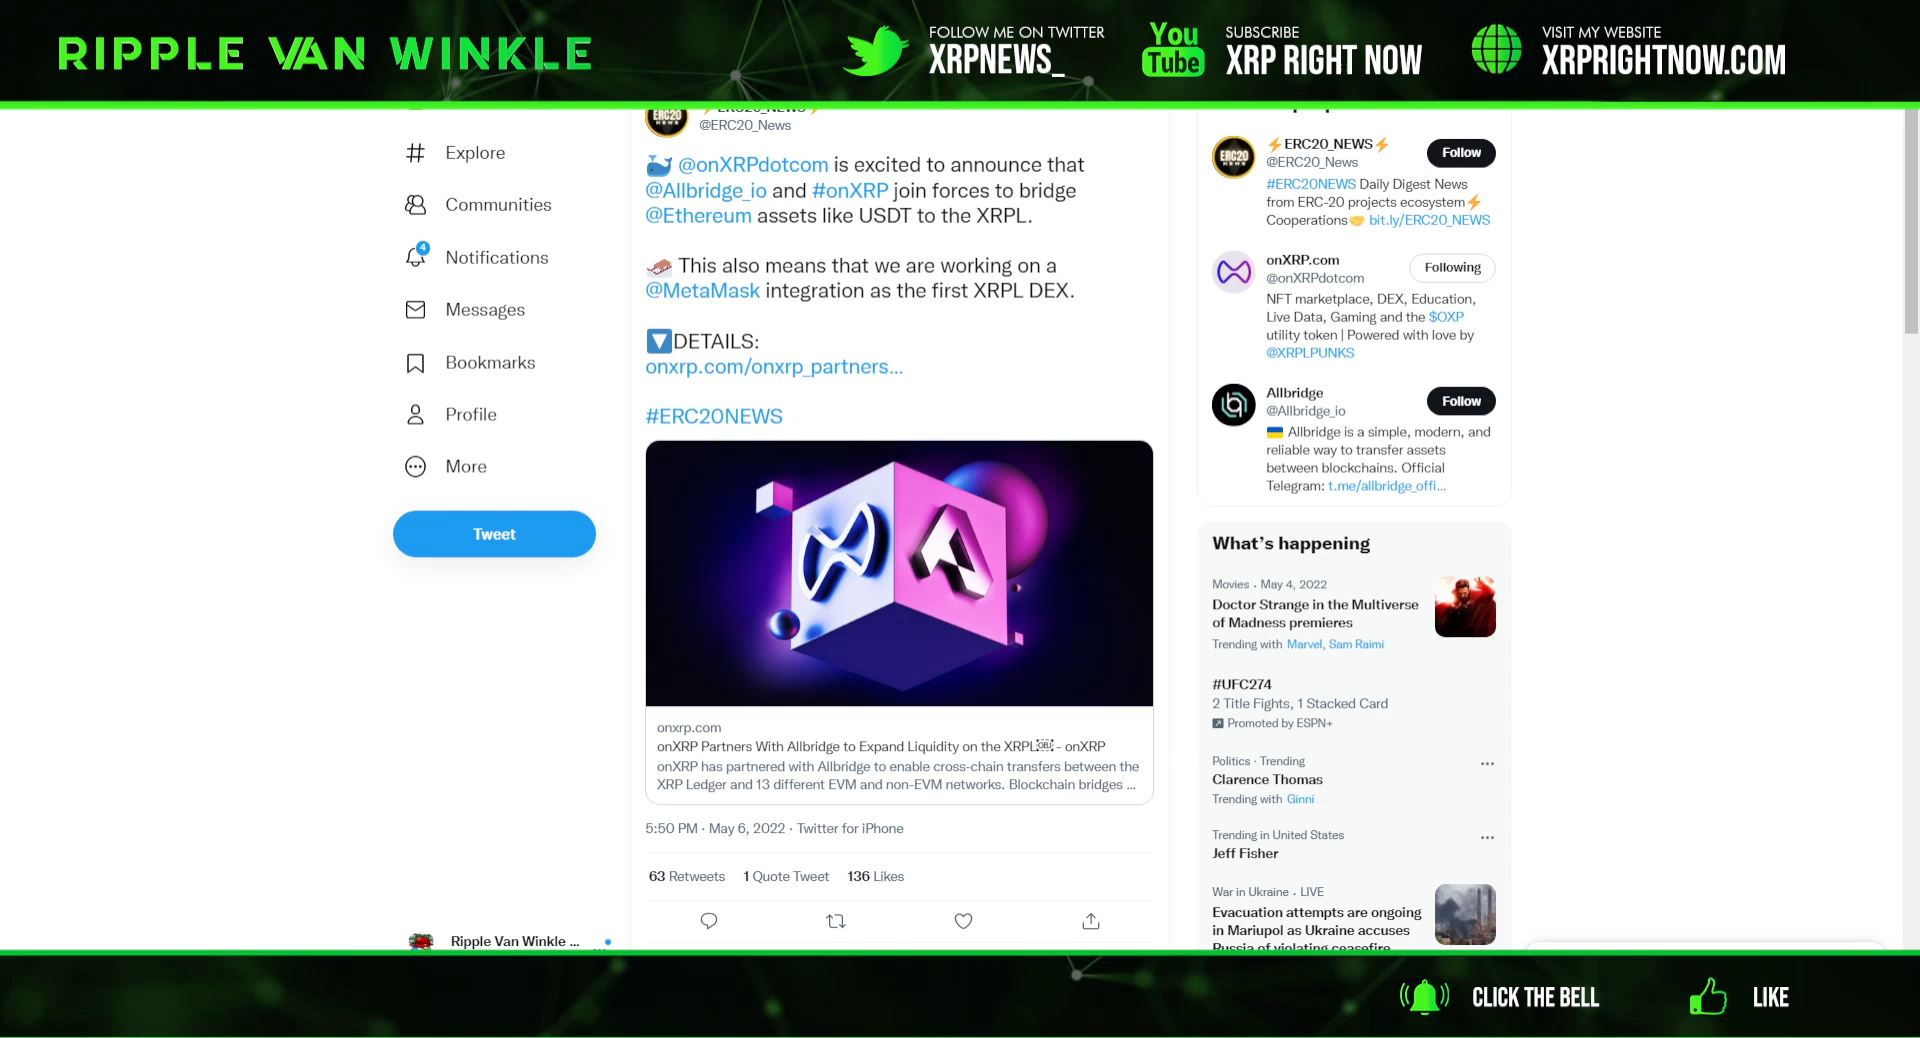 RIPPLE VAN WINKLE
FOLLOW ME ON TWITTER
XRPNEWS_
You
Tube
SUBSCRIBE
XRP RIGHT NOW
VISIT MY WEBSITE
XRPRIGHTNOW.COM
Explore
Communities
4
Notifications
Messages
Bookmarks
Profile
More
Tweet
Ripple Van Winkle ...
ERC20
NEWS
⚡ERC20_NEWS⚡
@ERC20_News
🐳 @onXRPdotcom is excited to announce that
@Allbridge_io and #onXRP join forces to bridge
@Ethereum assets like USDT to the XRPL.
🛷 This also means that we are working on a
@MetaMask integration as the first XRPL DEX.
🔽DETAILS:
onxrp.com/onxrp_partners...
#ERC20NEWS
onxrp.com
onXRP Partners With Allbridge to Expand Liquidity on the XRPL￼ - onXRP
onXRP has partnered with Allbridge to enable cross-chain transfers between the
XRP Ledger and 13 different EVM and non-EVM networks. Blockchain bridges ...
5:50 PM · May 6, 2022 · Twitter for iPhone
63 Retweets 1 Quote Tweet 136 Likes
ERC20
NEWS
⚡ERC20_NEWS⚡
@ERC20_News
Follow
#ERC20NEWS Daily Digest News
from ERC-20 projects ecosystem⚡
Cooperations🤝 bit.ly/ERC20_NEWS
onXRP.com
@onXRPdotcom
Following
NFT marketplace, DEX, Education,
Live Data, Gaming and the $OXP
utility token | Powered with love by
@XRPLPUNKS
Allbridge
@Allbridge_io
Follow
🇺🇦 Allbridge is a simple, modern, and
reliable way to transfer assets
between blockchains. Official
Telegram: t.me/allbridge_offi...
What's happening
Movies · May 4, 2022
Doctor Strange in the Multiverse
of Madness premieres
Trending with Marvel, Sam Raimi
#UFC274
2 Title Fights, 1 Stacked Card
Promoted by ESPN+
Politics · Trending
Clarence Thomas
Trending with Ginni
Trending in United States
Jeff Fisher
War in Ukraine · LIVE
Evacuation attempts are ongoing
in Mariupol as Ukraine accuses
Russia of violating ceasefire
CLICK THE BELL
LIKE